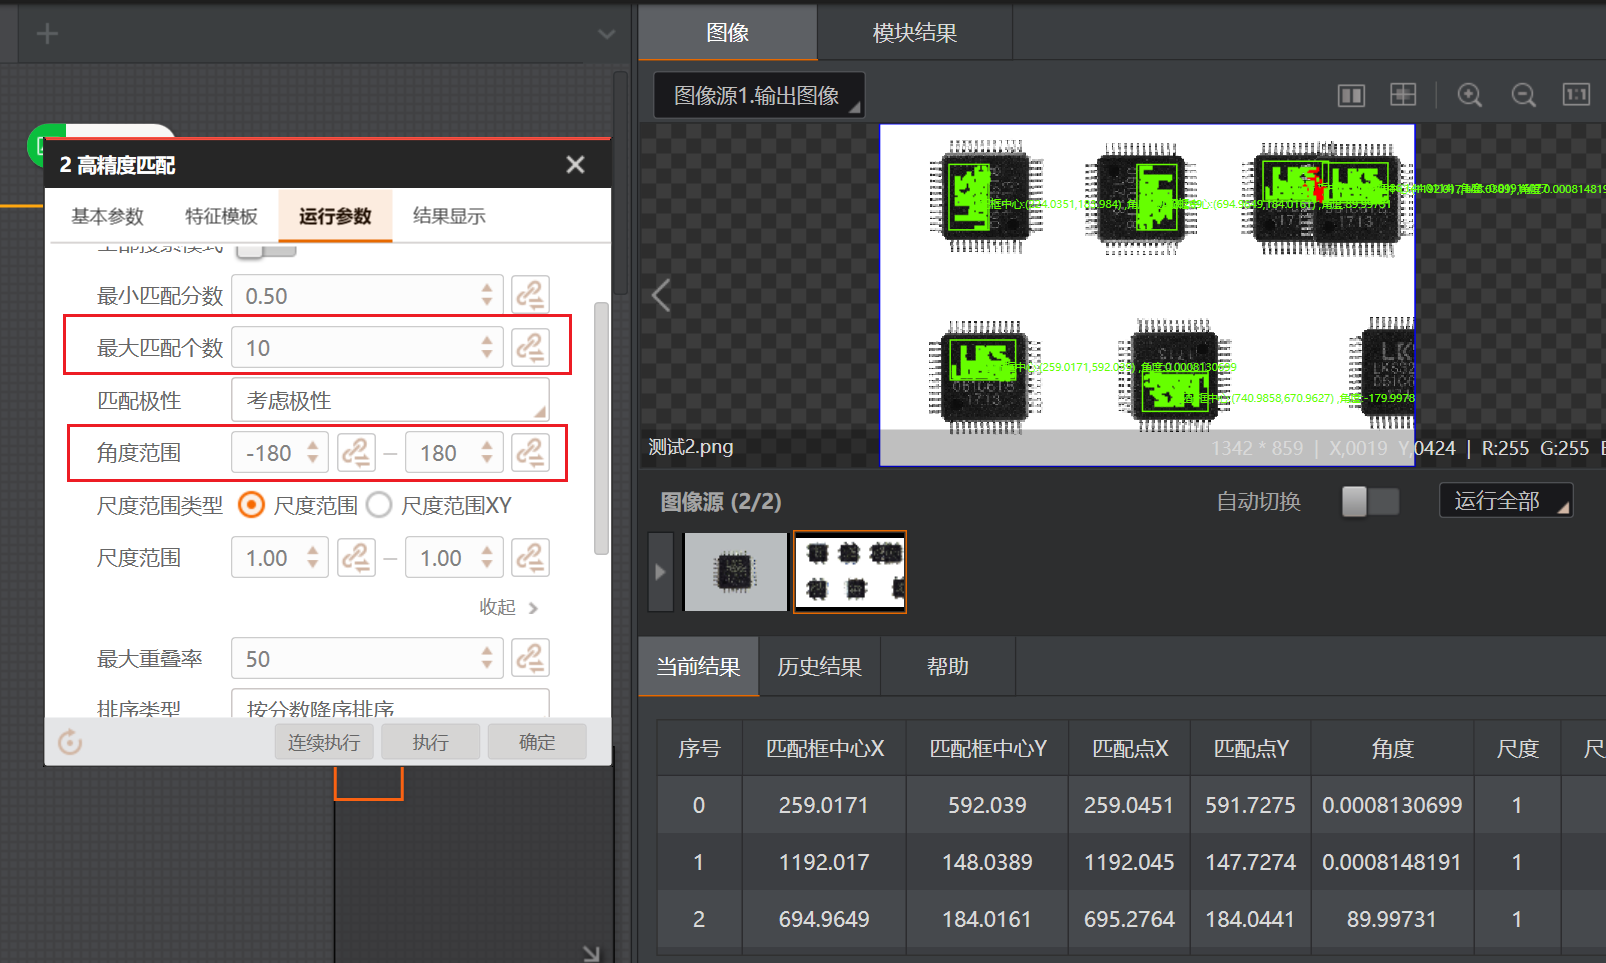 图像
模块结果
图像源1.输出图像
2 高精度匹配
基本参数
特征模板
运行参数
结果显示
最小匹配分数
0.50
最大匹配个数
10
匹配极性
考虑极性
角度范围
-180
–
180
尺度范围类型
尺度范围
尺度范围XY
尺度范围
1.00
–
1.00
收起
最大重叠率
50
排序类型
按分数降序排序
连续执行
执行
确定
LKS
1713
1713
LKS
1713
LK
LKS32
测试2.png
1342 * 859 | X,0019 Y,0424 | R:255 G:255
图像源 (2/2)
自动切换
运行全部
当前结果
历史结果
帮助
序号 匹配框中心X 匹配框中心Y 匹配点X 匹配点Y 角度 尺度
0 259.0171 592.039 259.0451 591.7275 0.0008130699 1
1 1192.017 148.0389 1192.045 147.7274 0.0008148191 1
2 694.9649 184.0161 695.2764 184.0441 89.99731 1